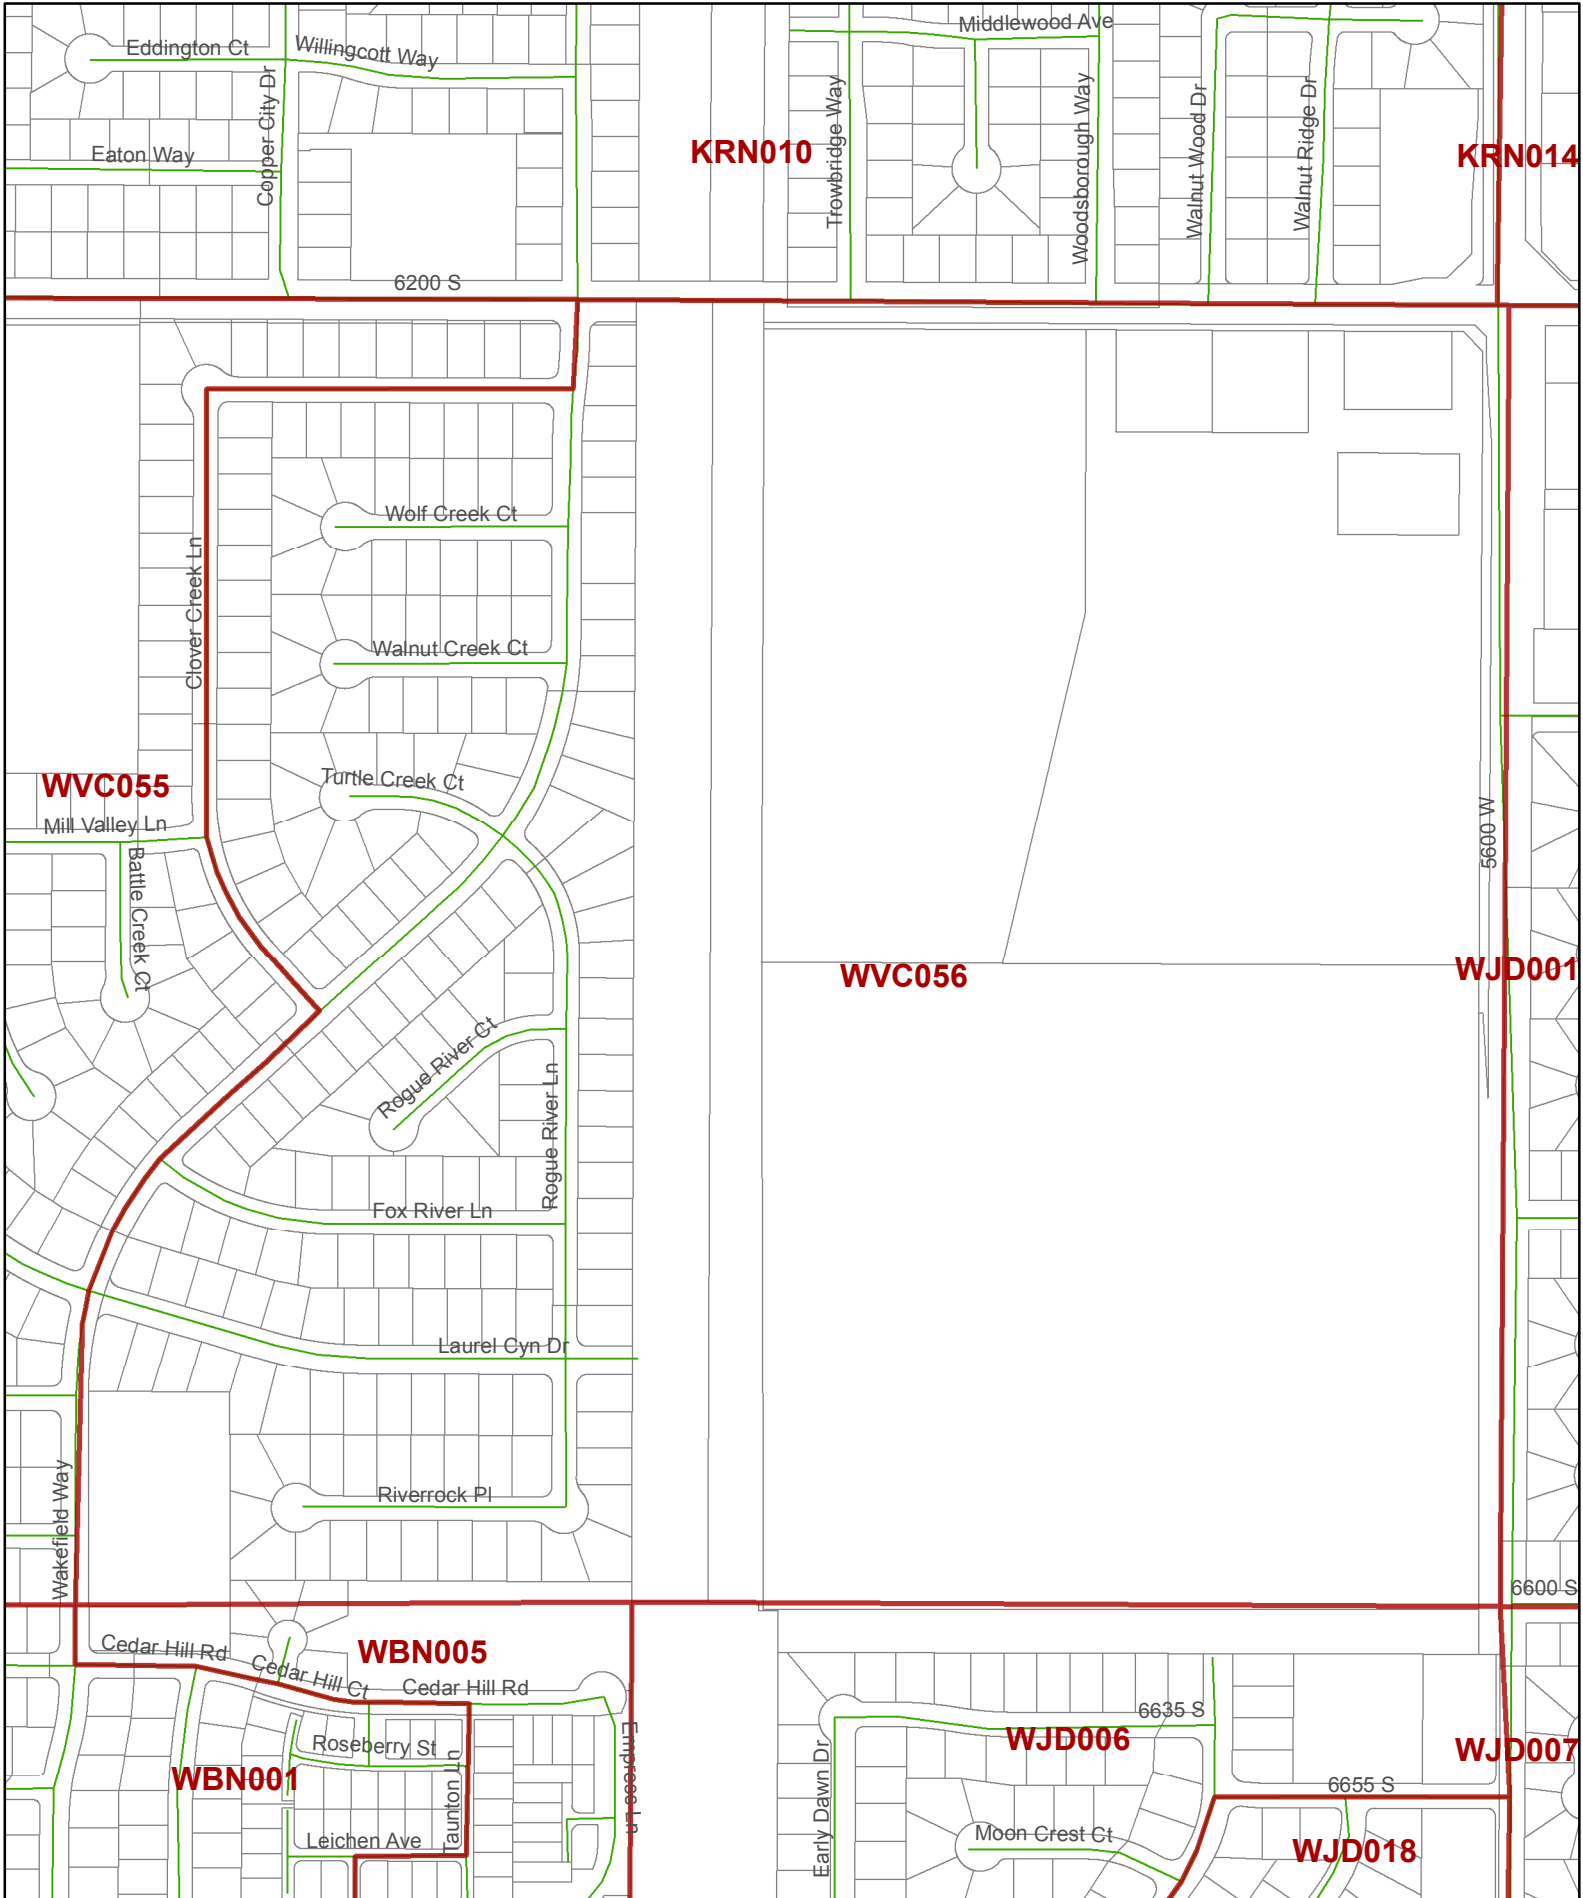 Middlewood Ave
Eddington Ct
Willingcott Way
Copper City Dr
Trowbridge Way
Woodsborough Way
Walnut Wood Dr
Walnut Ridge Dr
KRN010
KRN014
Eaton Way
6200 S
Wolf Creek Ct
Clover Creek Ln
Walnut Creek Ct
Turtle Creek Ct
WVC055
Mill Valley Ln
5600 W
Battle Creek Ct
WVC056
WJD001
Rogue River Ct
Rogue River Ln
Fox River Ln
Laurel Cyn Dr
Riverrock Pl
Wakefield Way
6600 S
Cedar Hill Rd
WBN005
Cedar Hill Ct
Cedar Hill Rd
6635 S
WJD006
Roseberry St
Empress Ln
WJD007
WBN001
Taunton Ln
Early Dawn Dr
6655 S
Leichen Ave
Moon Crest Ct
WJD018